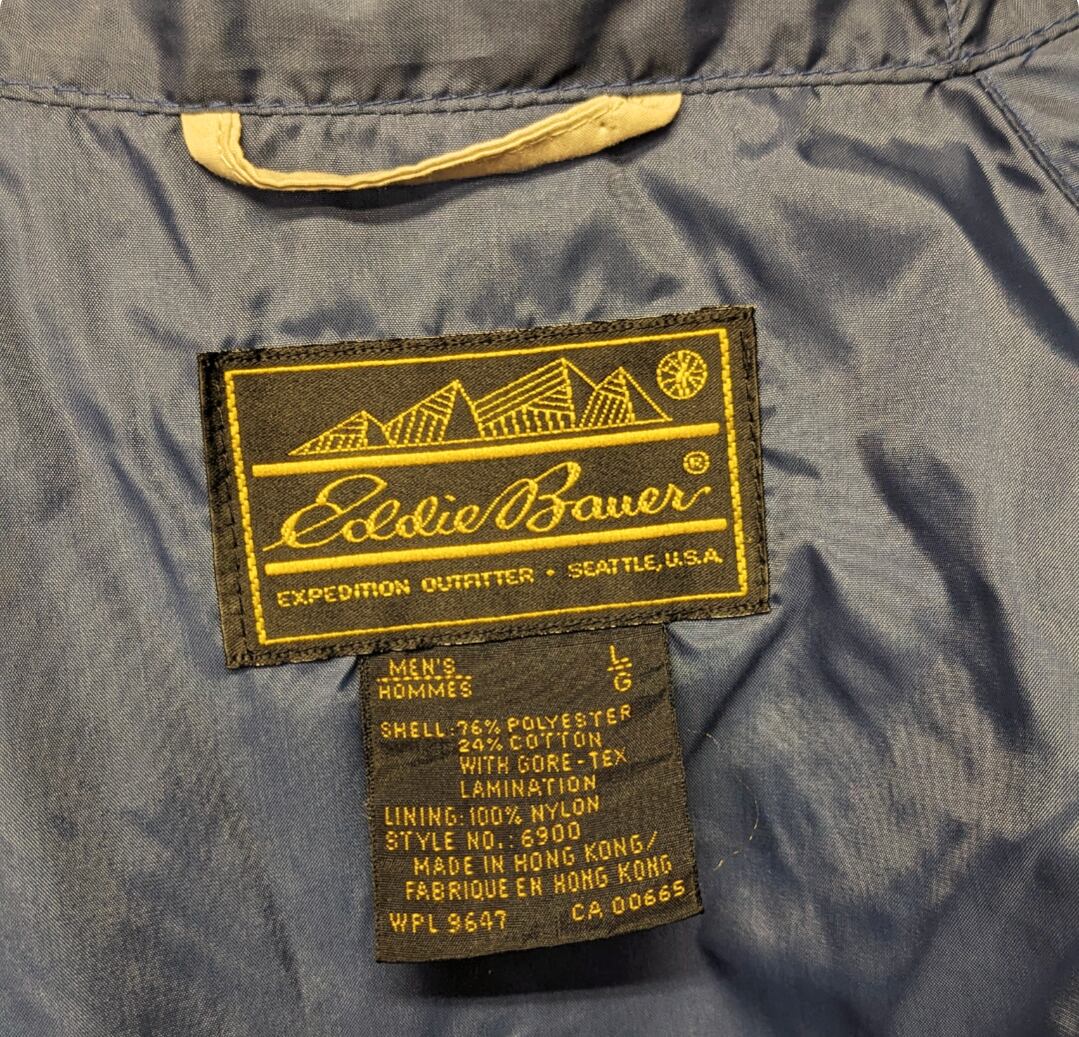 Eddie Bauer®
EXPEDITION OUTFITTER • SEATTLE, U.S.A.
MEN'S L
HOMMES G
SHELL: 76% POLYESTER
24% COTTON
WITH GORE-TEX
LAMINATION
LINING: 100% NYLON
STYLE NO.: 6900
MADE IN HONG KONG/
FABRIQUE EN HONG KONG
WPL 9647 CA 00665